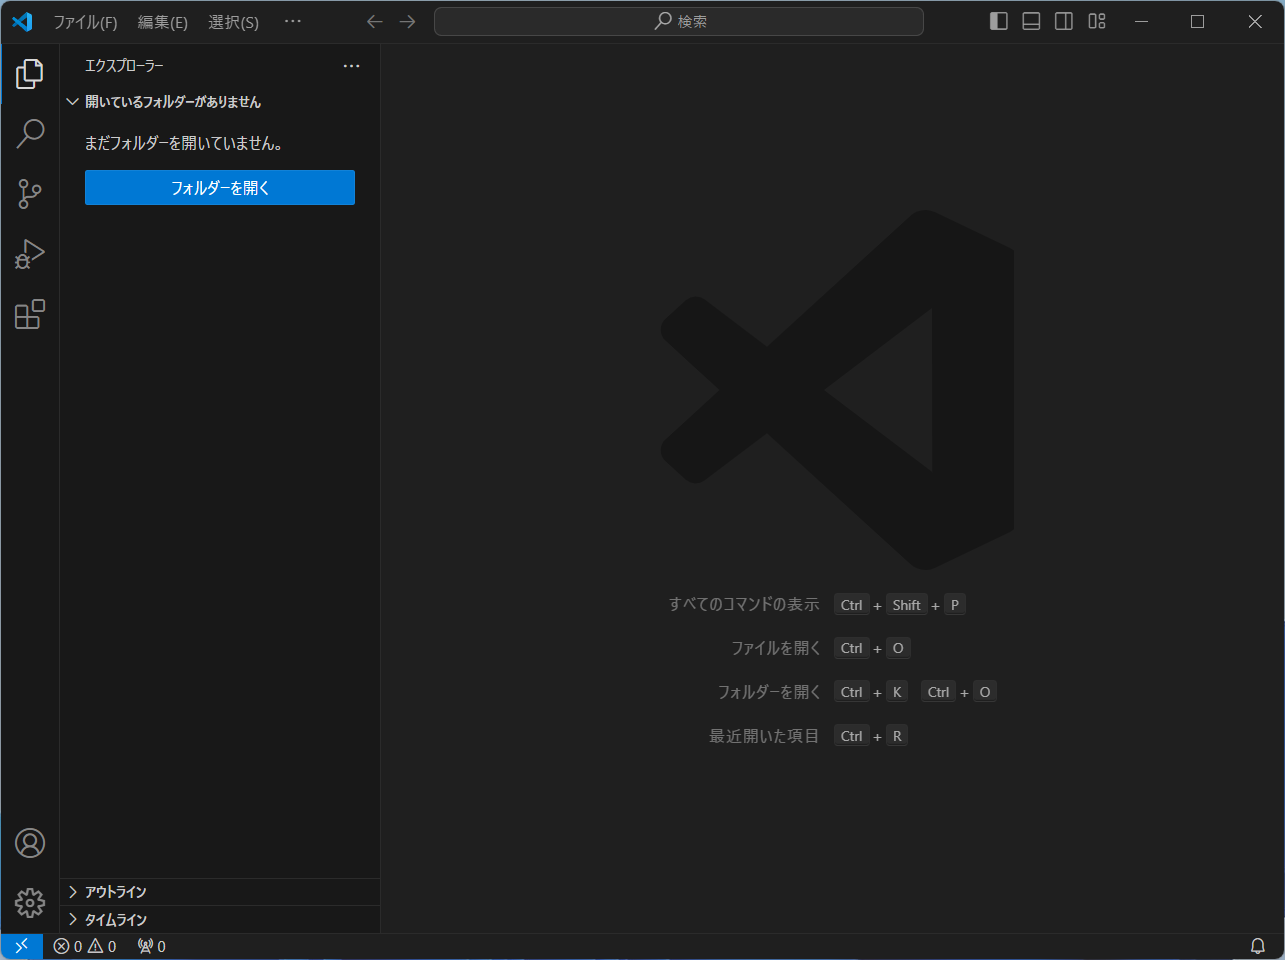 ファイル(F) 編集(E) 選択(S) … 検索
エクスプローラー …
開いているフォルダーがありません
まだフォルダーを開いていません。
フォルダーを開く
すべてのコマンドの表示 Ctrl + Shift + P
ファイルを開く Ctrl + O
フォルダーを開く Ctrl + K Ctrl + O
最近開いた項目 Ctrl + R
アウトライン
タイムライン
0 0 0